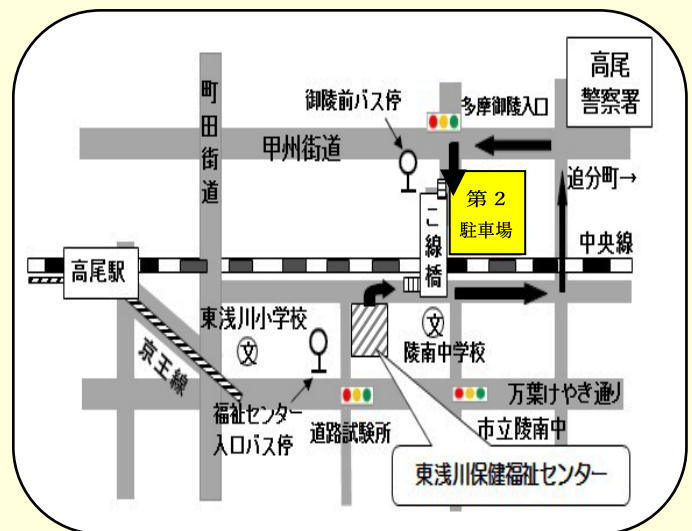 高尾
警察署
町田街道
御陵前バス停
多摩御陵入口
甲州街道
追分町→
第2
駐車場
こ線橋
中央線
高尾駅
東浅川小学校
文
文
陵南中学校
京王線
福祉センター
入口バス停
道路試験所
万葉けやき通り
市立陵南中
東浅川保健福祉センター